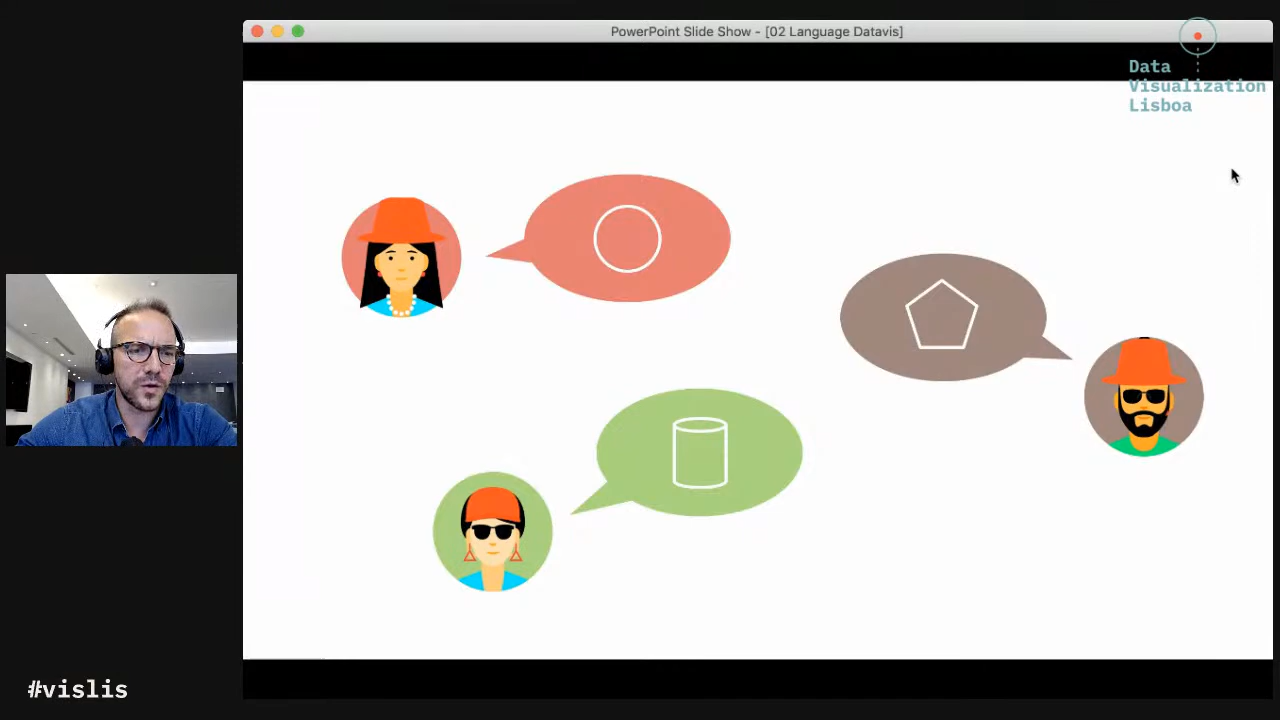 PowerPoint Slide Show - [02 Language Datavis]
Data
Visualization
Lisboa
#vislis